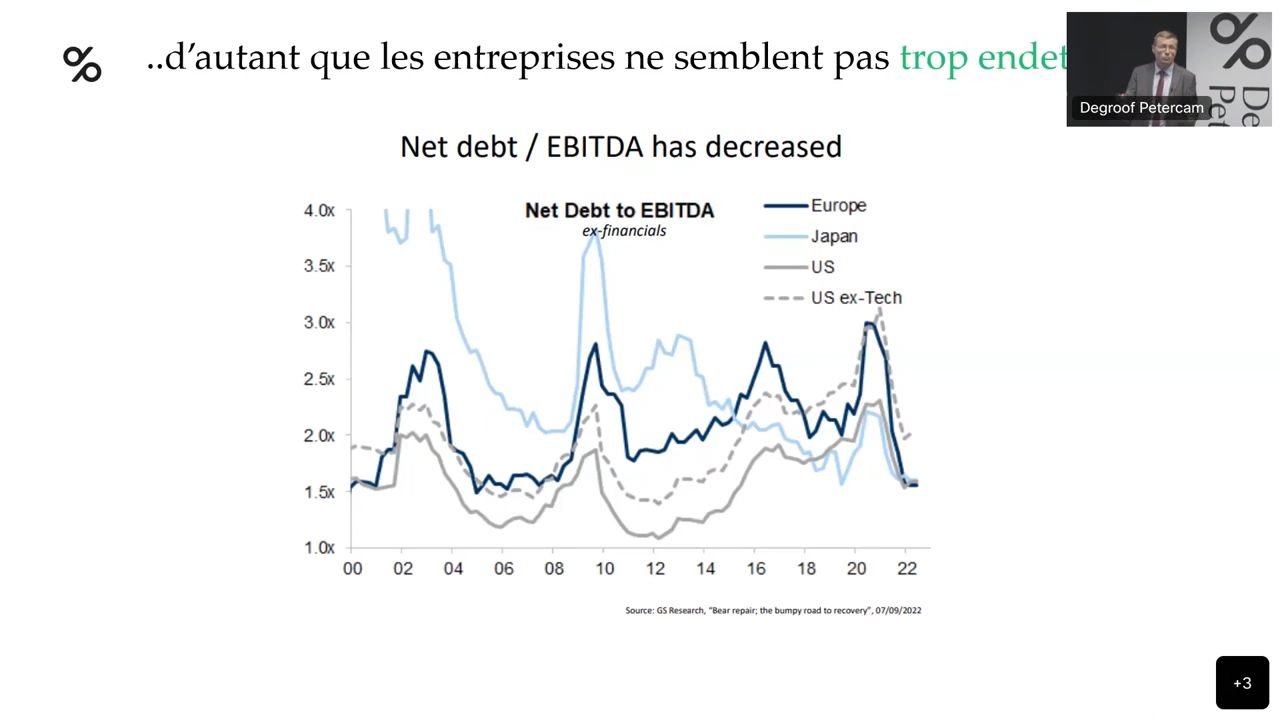 ..d’autant que les entreprises ne semblent pas trop endet
Degroof Petercam
Net debt / EBITDA has decreased
Net Debt to EBITDA
ex-financials
Europe
Japan
US
US ex-Tech
4.0x
3.5x
3.0x
2.5x
2.0x
1.5x
1.0x
00 02 04 06 08 10 12 14 16 18 20 22
Source: GS Research, “Bear repair; the bumpy road to recovery”, 07/09/2022
+3